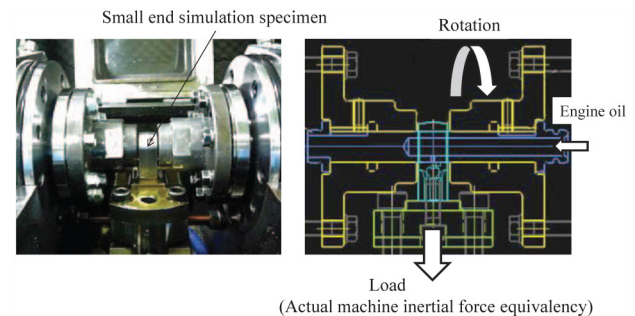 Small end simulation specimen
Rotation
Engine oil
Load
(Actual machine inertial force equivalency)